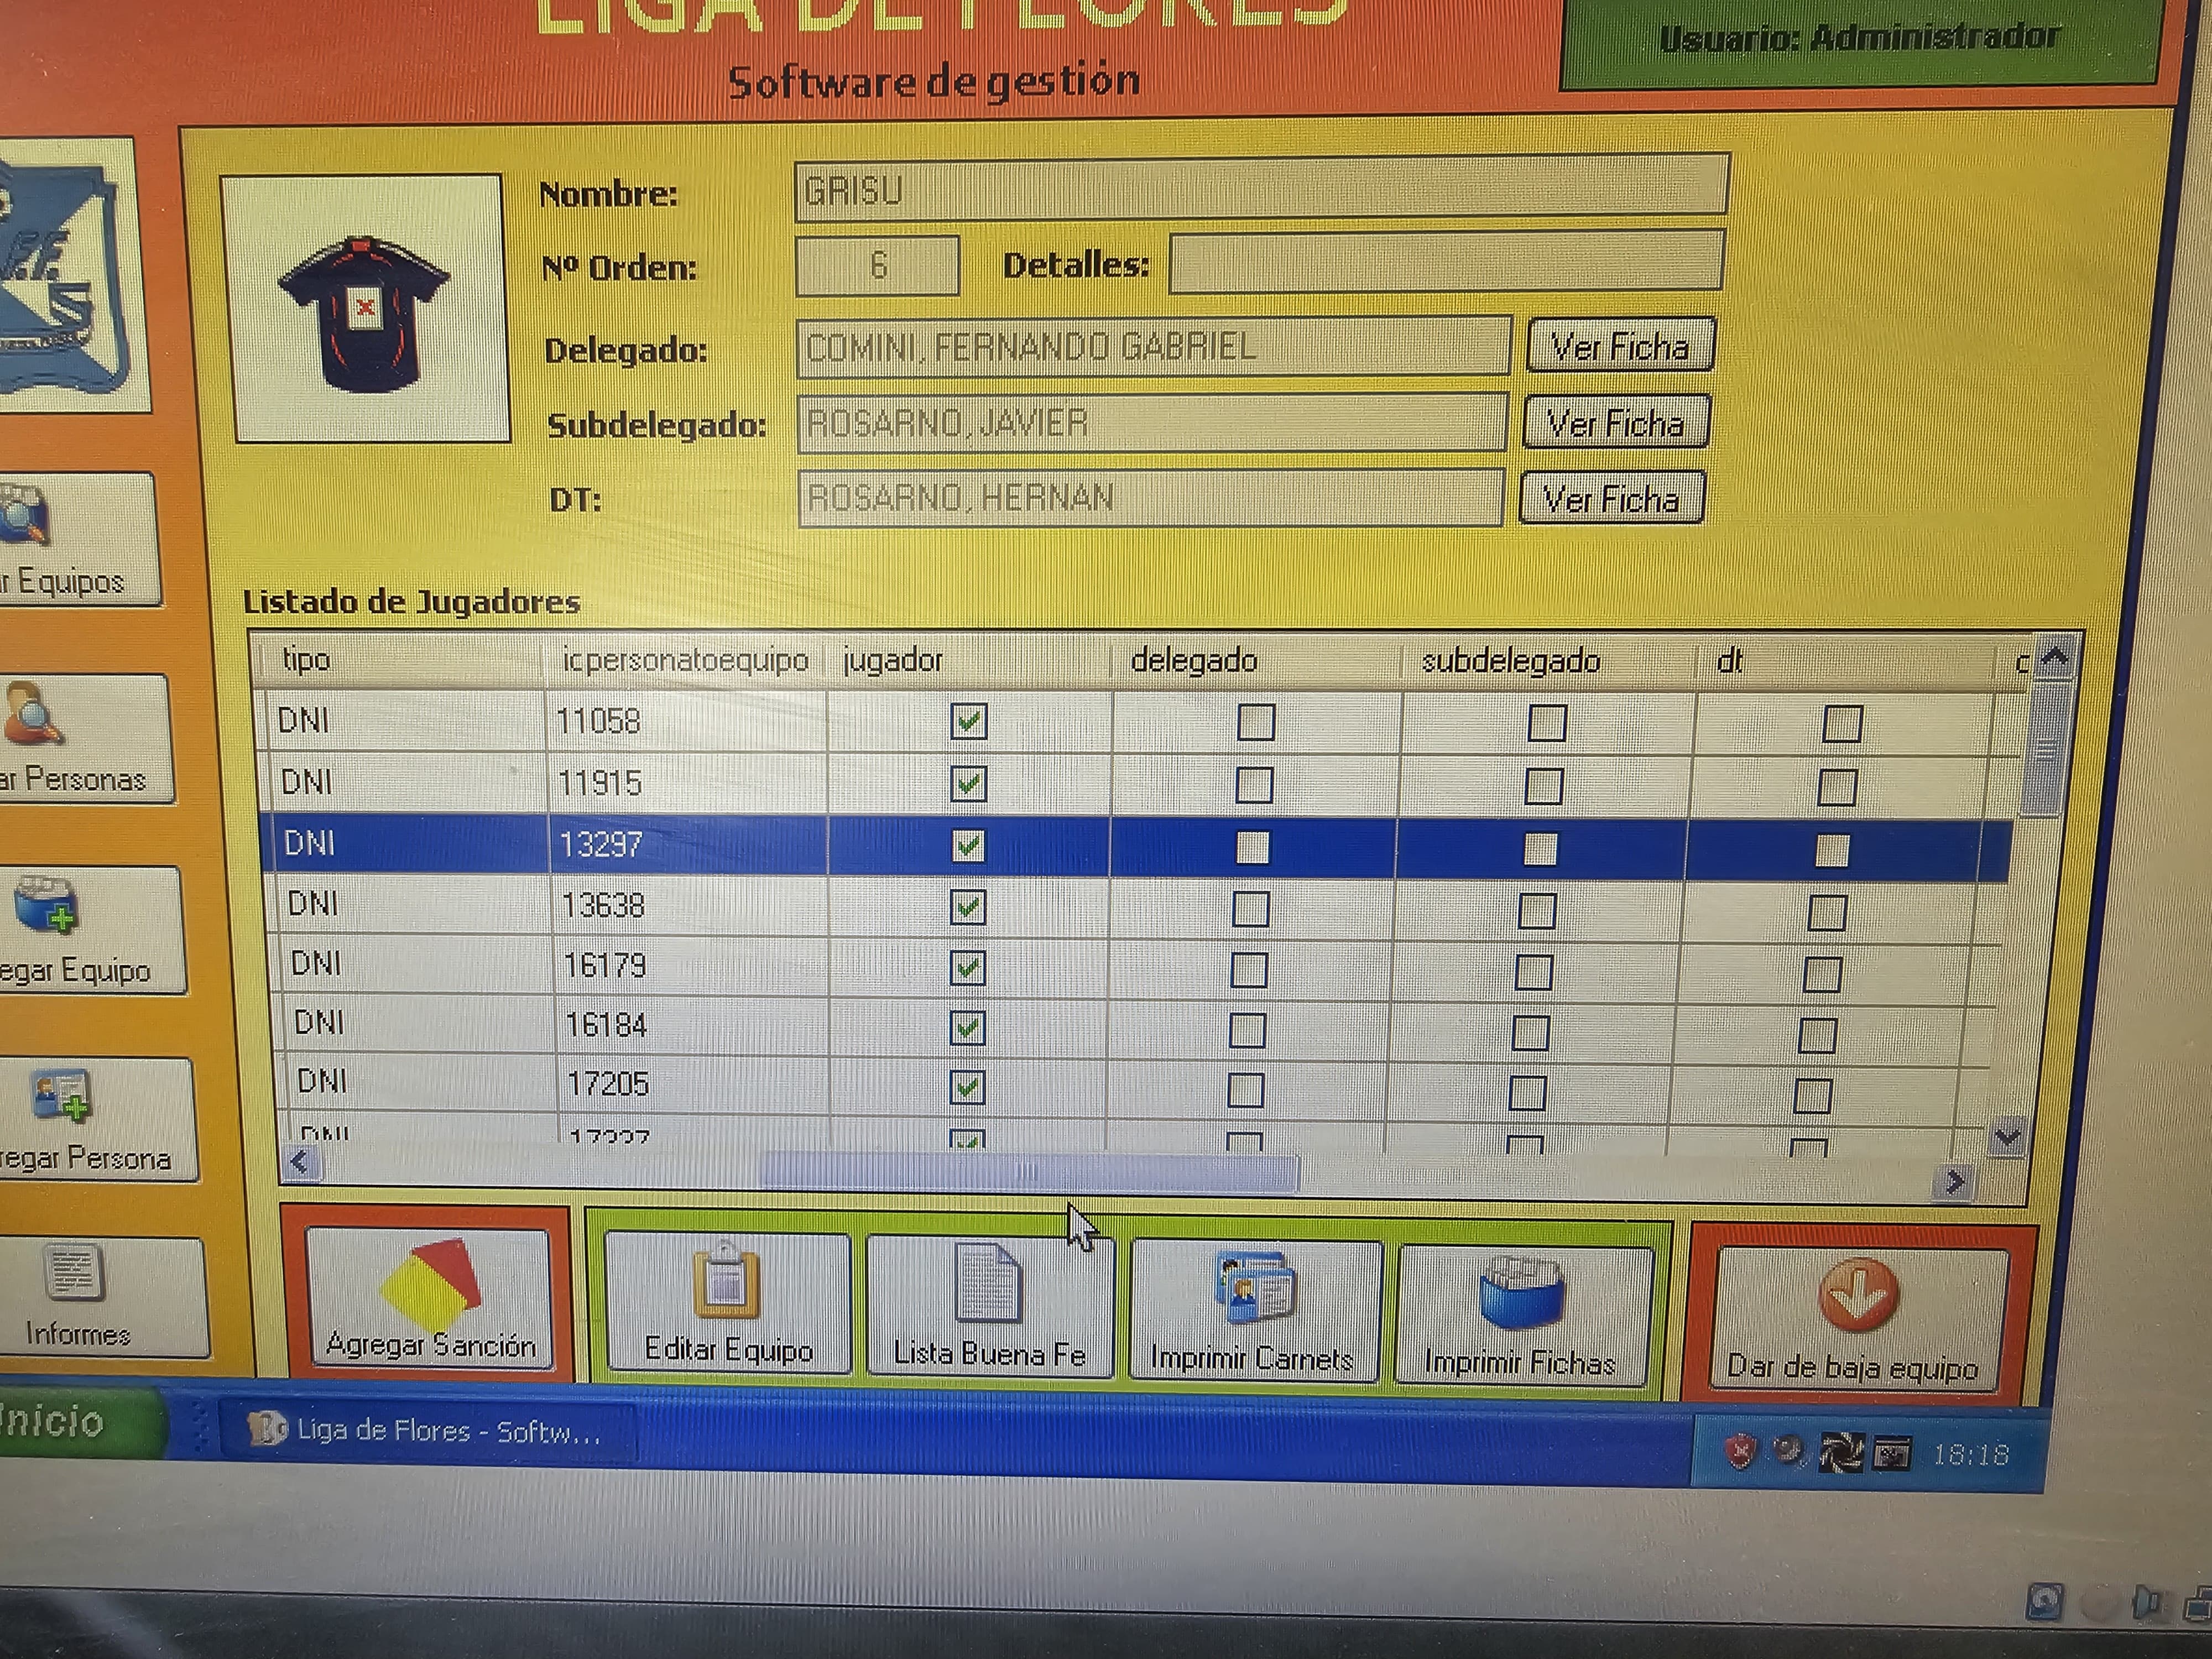 LIGA DE FLORES
Usuario: Administrador
Software de gestión
Nombre: GRISU
Nº Orden: 6 Detalles:
Delegado: COMINI, FERNANDO GABRIEL Ver Ficha
Subdelegado: ROSARNO, JAVIER Ver Ficha
DT: ROSARNO, HERNAN Ver Ficha
r Equipos
Listado de Jugadores
tipo icpersonatoequipo jugador delegado subdelegado dt c
DNI 11058
DNI 11915
ar Personas
DNI 13297
DNI 13638
DNI 16179
egar Equipo
DNI 16184
DNI 17205
DNI
regar Persona
Informes
Agregar Sanción Editar Equipo Lista Buena Fe Imprimir Carnets Imprimir Fichas Dar de baja equipo
Inicio Liga de Flores - Softw... 18:18